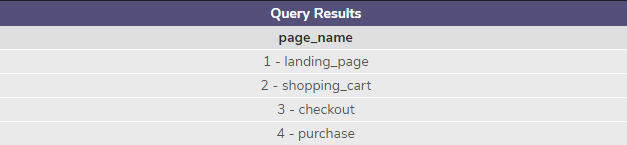 Query Results
page_name
1 - landing_page
2 - shopping_cart
3 - checkout
4 - purchase